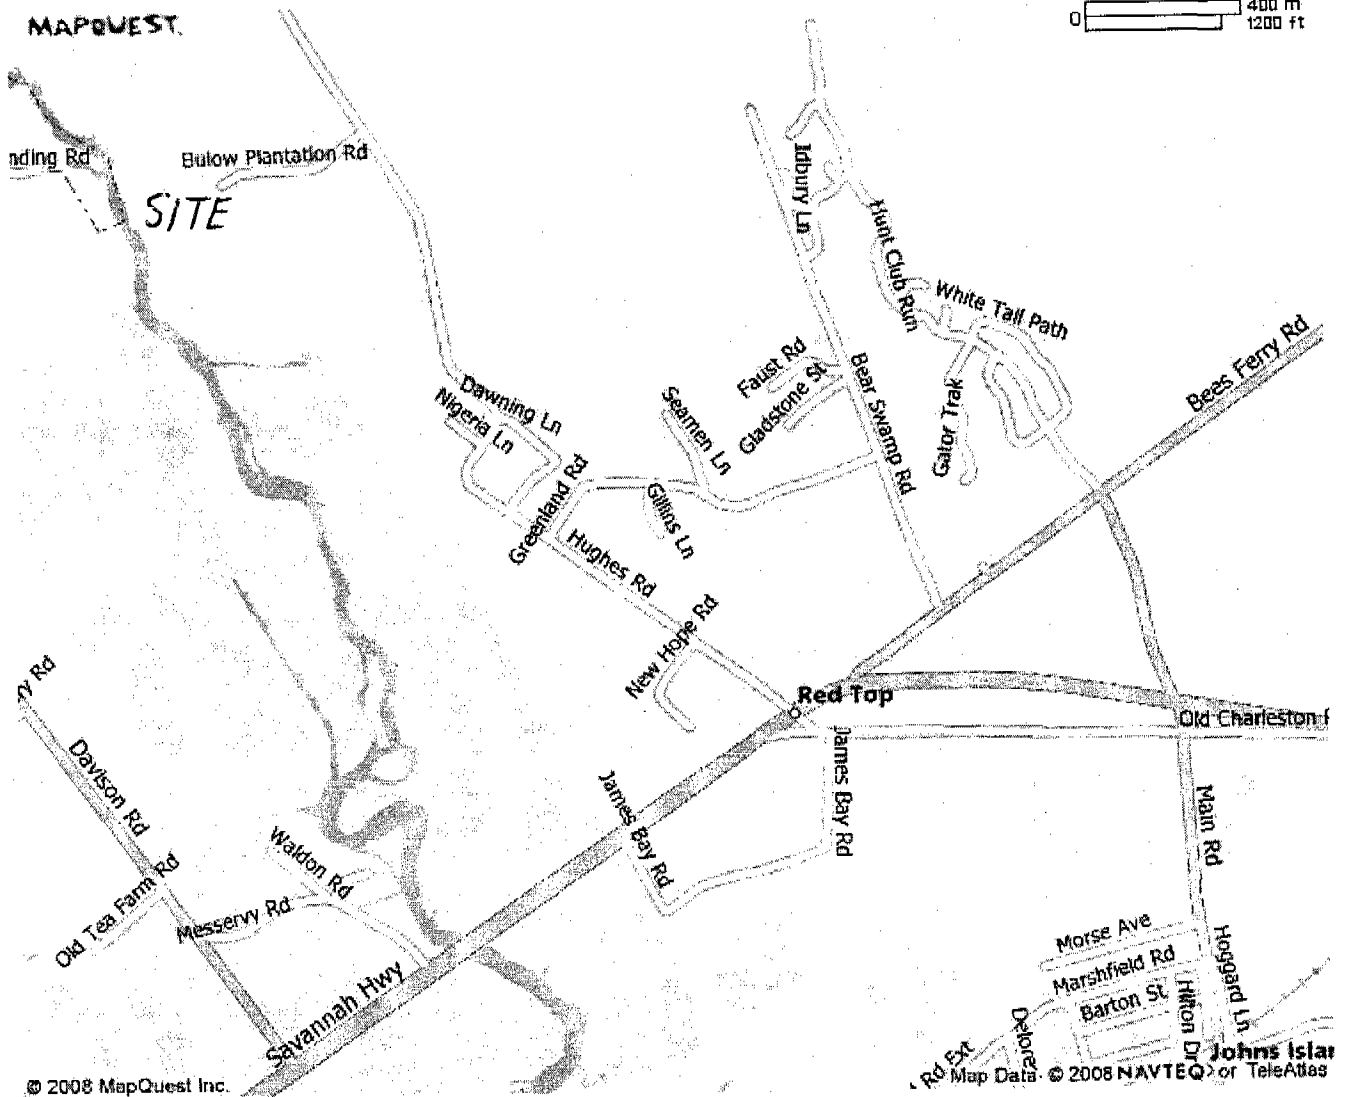 MAPQUEST.
400 m
0
1200 ft
nding Rd
Bulow Plantation Rd
SITE
Idbury Ln
Hunt Club Run
White Tail Path
Bees Ferry Rd
Faust Rd
Gladstone St
Bear Swamp Rd
Gator Trak
Seamen Ln
Dawning Ln
Nigeria Ln
Greenland Rd
Gillins Ln
Hughes Rd
New Hope Rd
Red Top
Old Charleston
James Bay Rd
James Bay Rd
Main Rd
ry Rd
Davison Rd
Waldon Rd
Old Tea Farm Rd
Messervy Rd
Savannah Hwy
Morse Ave
Marshfield Rd
Barton St
Hoggard Ln
Hilton Dr
Delore
Rd Ext
Johns Islan
© 2008 MapQuest Inc.
Map Data © 2008 NAVTEQ or TeleAtlas